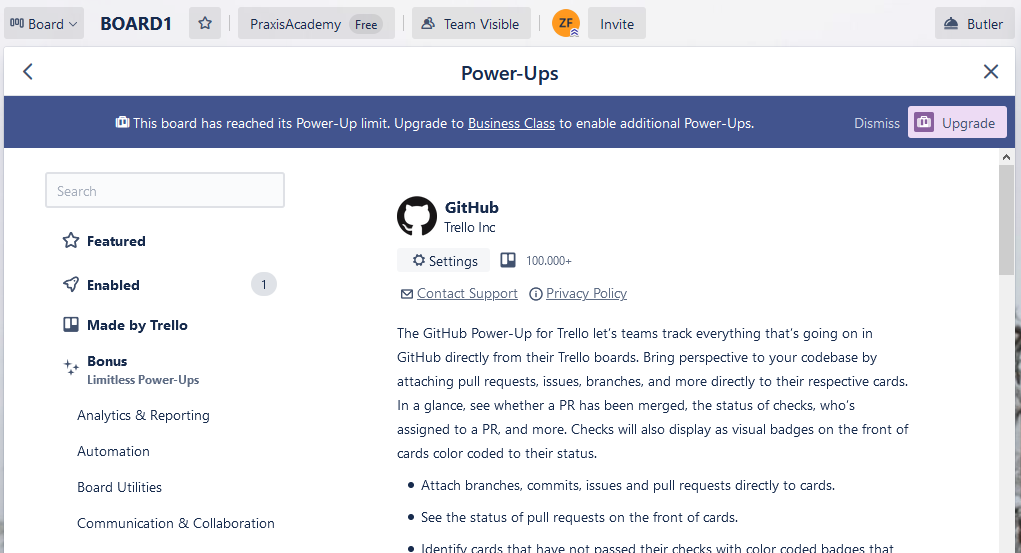 Board
BOARD1
PraxisAcademy Free
Team Visible
ZF
Invite
Butler
Power-Ups
This board has reached its Power-Up limit. Upgrade to Business Class to enable additional Power-Ups.
Dismiss
Upgrade
Search
Featured
Enabled 1
Made by Trello
Bonus
Limitless Power-Ups
Analytics & Reporting
Automation
Board Utilities
Communication & Collaboration
GitHub
Trello Inc
Settings
100.000+
Contact Support
Privacy Policy
The GitHub Power-Up for Trello let's teams track everything that's going on in
GitHub directly from their Trello boards. Bring perspective to your codebase by
attaching pull requests, issues, branches, and more directly to their respective cards.
In a glance, see whether a PR has been merged, the status of checks, who's
assigned to a PR, and more. Checks will also display as visual badges on the front of
cards color coded to their status.
Attach branches, commits, issues and pull requests directly to cards.
See the status of pull requests on the front of cards.
Identify cards that have not passed their checks with color coded badges that